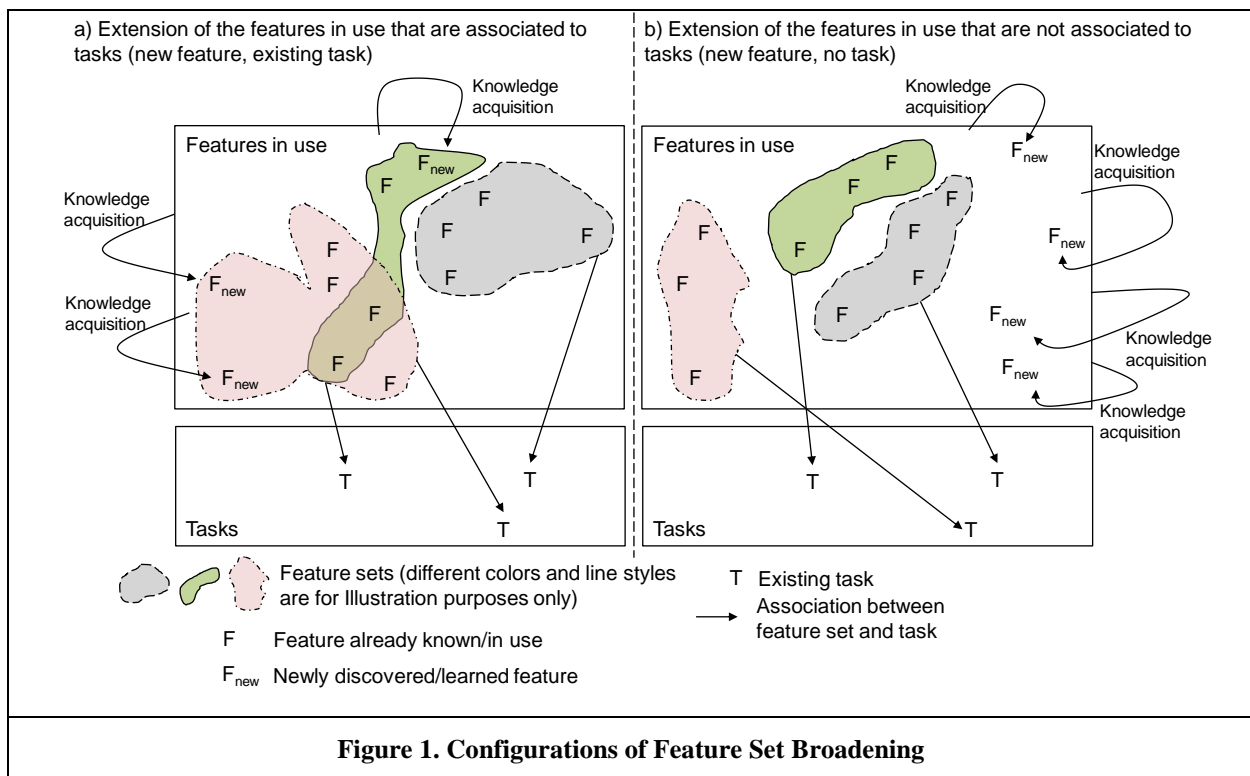 a) Extension of the features in use that are associated to
tasks (new feature, existing task)
Knowledge
acquisition
Features in use
F
Fnew
F
Knowledge
acquisition
F
F
F
Fnew
F
F
Knowledge
acquisition
F
F
Fnew
F
T
T
T
Tasks
b) Extension of the features in use that are not associated to
tasks (new feature, no task)
Knowledge
acquisition
Features in use
Fnew
F
F
Knowledge
acquisition
F
F
F
Fnew
F
F
F
Fnew
Knowledge
acquisition
Fnew
F
Knowledge
acquisition
T
T
T
Tasks
Feature sets (different colors and line styles
are for Illustration purposes only)
F Feature already known/in use
Fnew Newly discovered/learned feature
T Existing task
Association between
feature set and task
Figure 1. Configurations of Feature Set Broadening